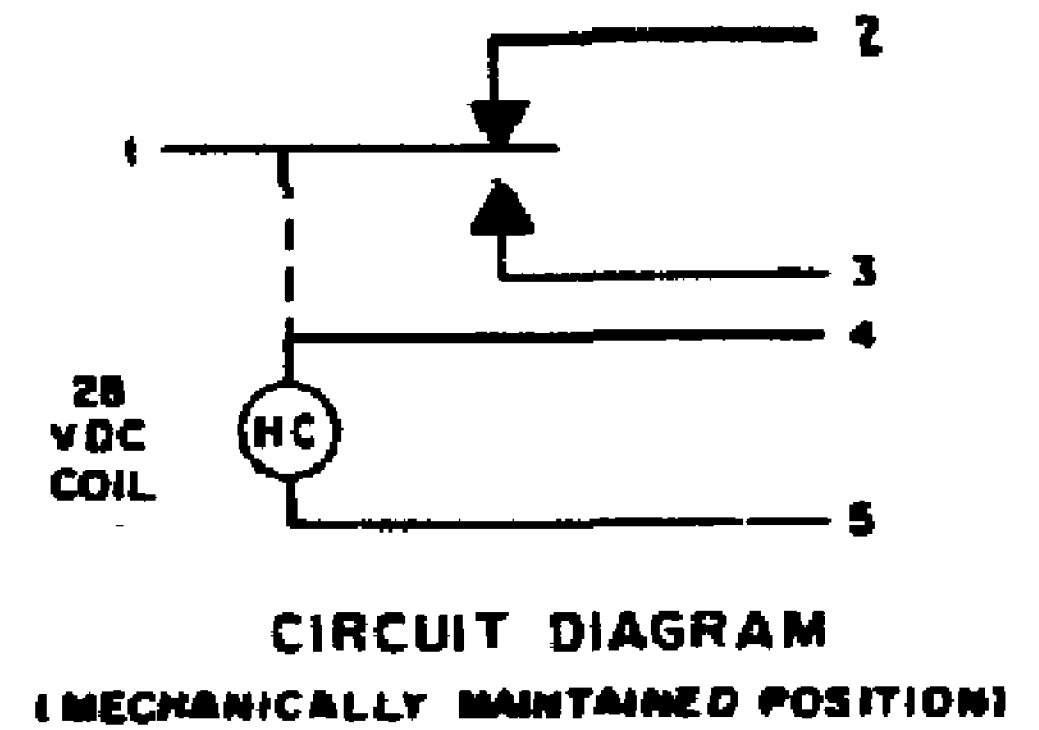 2
1
3
4
28
VDC
COIL
HC
5
CIRCUIT DIAGRAM
(MECHANICALLY MAINTAINED POSITION)